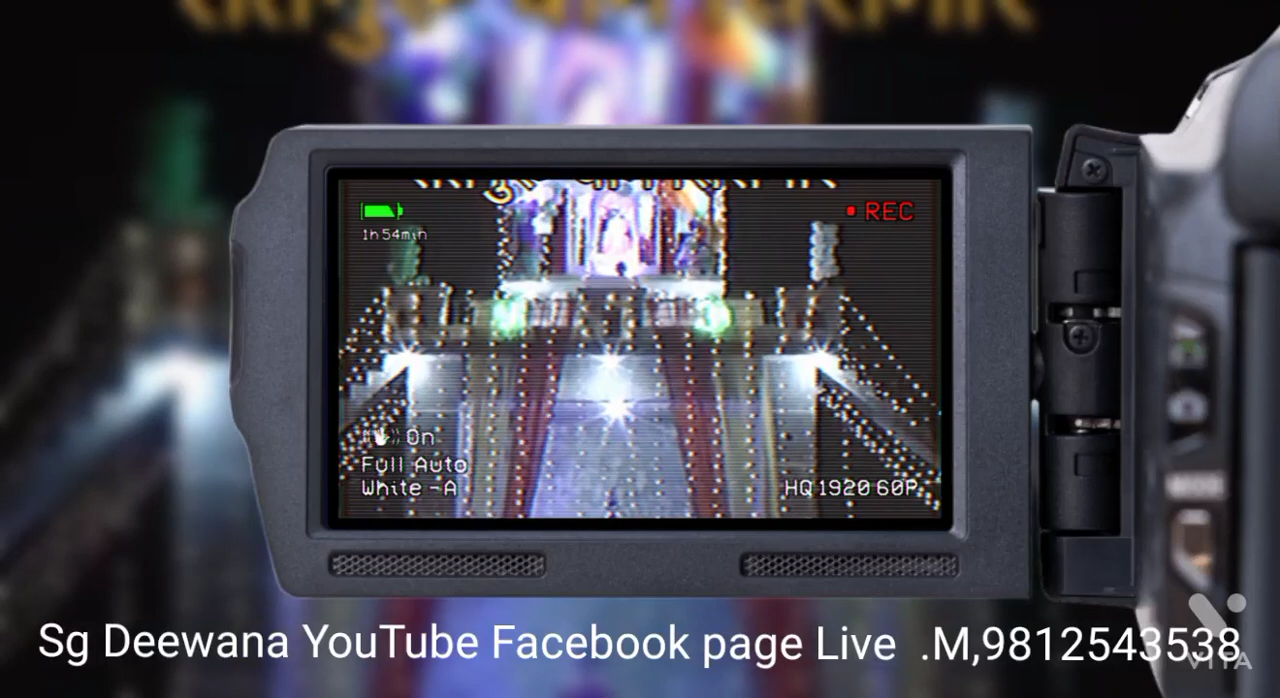 1h54min
REC
On
Full Auto
White -A
HQ 1920 60P
Sg Deewana YouTube Facebook page Live .M,9812543538
VITA